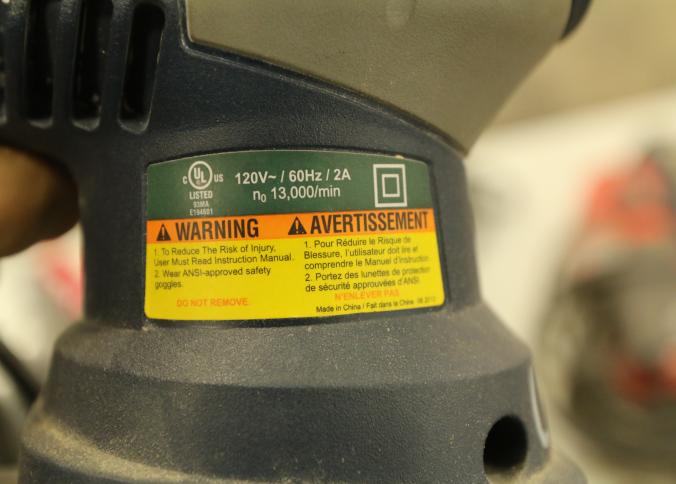 C UL US
LISTED
93MA
E194601
120V~ / 60Hz / 2A
n₀ 13,000/min
WARNING
1. To Reduce The Risk of Injury,
User Must Read Instruction Manual.
2. Wear ANSI-approved safety
goggles.
DO NOT REMOVE.
AVERTISSEMENT
1. Pour Réduire le Risque de
Blessure, l'utilisateur doit lire et
comprendre le Manuel d'Instruction.
2. Portez des lunettes de protection
de sécurité approuvées d'ANSI.
N'ENLEVER PAS
Made in China / Fait dans la Chine